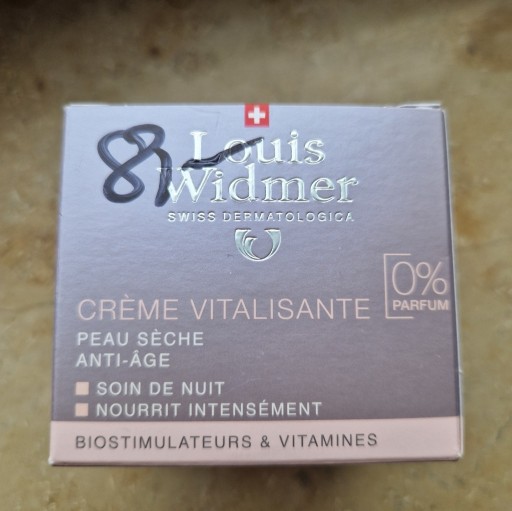 89
Louis
Widmer
SWISS DERMATOLOGICA
0%
PARFUM
CRÈME VITALISANTE
PEAU SÈCHE
ANTI-ÂGE
SOIN DE NUIT
NOURRIT INTENSÉMENT
BIOSTIMULATEURS & VITAMINES